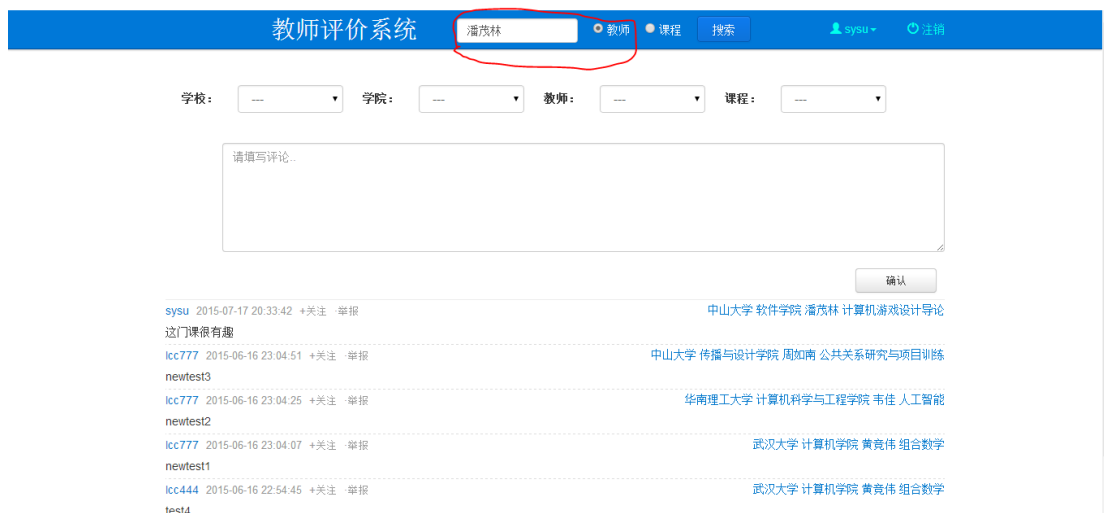 教师评价系统 潘茂林 教师 课程 搜索 sysu 注销
学校： --- 学院： --- 教师： --- 课程： ---
请填写评论..
确认
sysu 2015-07-17 20:33:42 +关注 ·举报 中山大学 软件学院 潘茂林 计算机游戏设计导论
这门课很有趣
lcc777 2015-06-16 23:04:51 +关注 ·举报 中山大学 传播与设计学院 周如南 公共关系研究与项目训练
newtest3
lcc777 2015-06-16 23:04:25 +关注 ·举报 华南理工大学 计算机科学与工程学院 韦佳 人工智能
newtest2
lcc777 2015-06-16 23:04:07 +关注 ·举报 武汉大学 计算机学院 黄竞伟 组合数学
newtest1
lcc444 2015-06-16 22:54:45 +关注 ·举报 武汉大学 计算机学院 黄竞伟 组合数学
test4